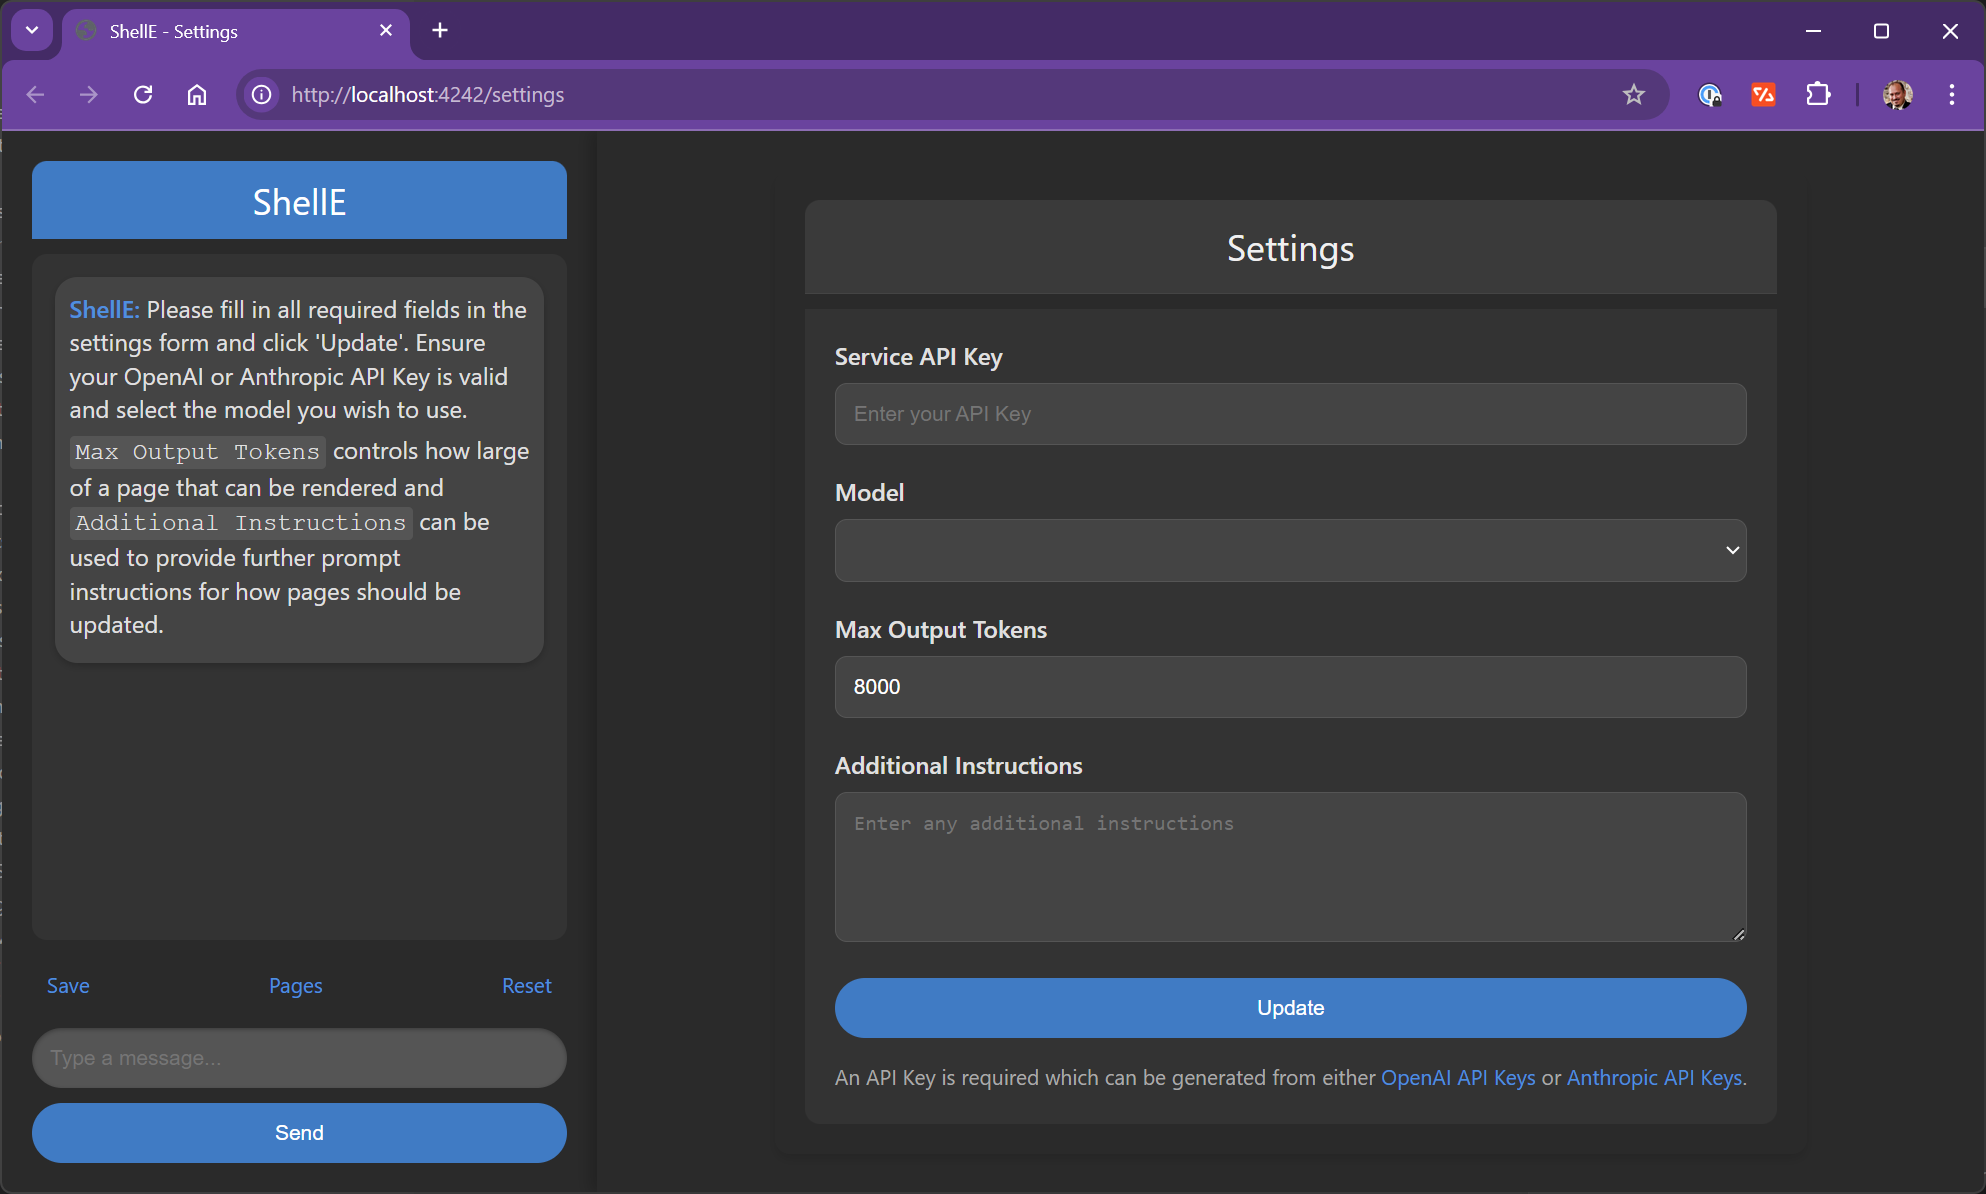 ShellE - Settings
http://localhost:4242/settings
ShellE
ShellE: Please fill in all required fields in the
settings form and click 'Update'. Ensure
your OpenAI or Anthropic API Key is valid
and select the model you wish to use.
Max Output Tokens controls how large
of a page that can be rendered and
Additional Instructions can be
used to provide further prompt
instructions for how pages should be
updated.
Save Pages Reset
Type a message...
Send
Settings
Service API Key
Enter your API Key
Model
Max Output Tokens
8000
Additional Instructions
Enter any additional instructions
Update
An API Key is required which can be generated from either OpenAI API Keys or Anthropic API Keys.